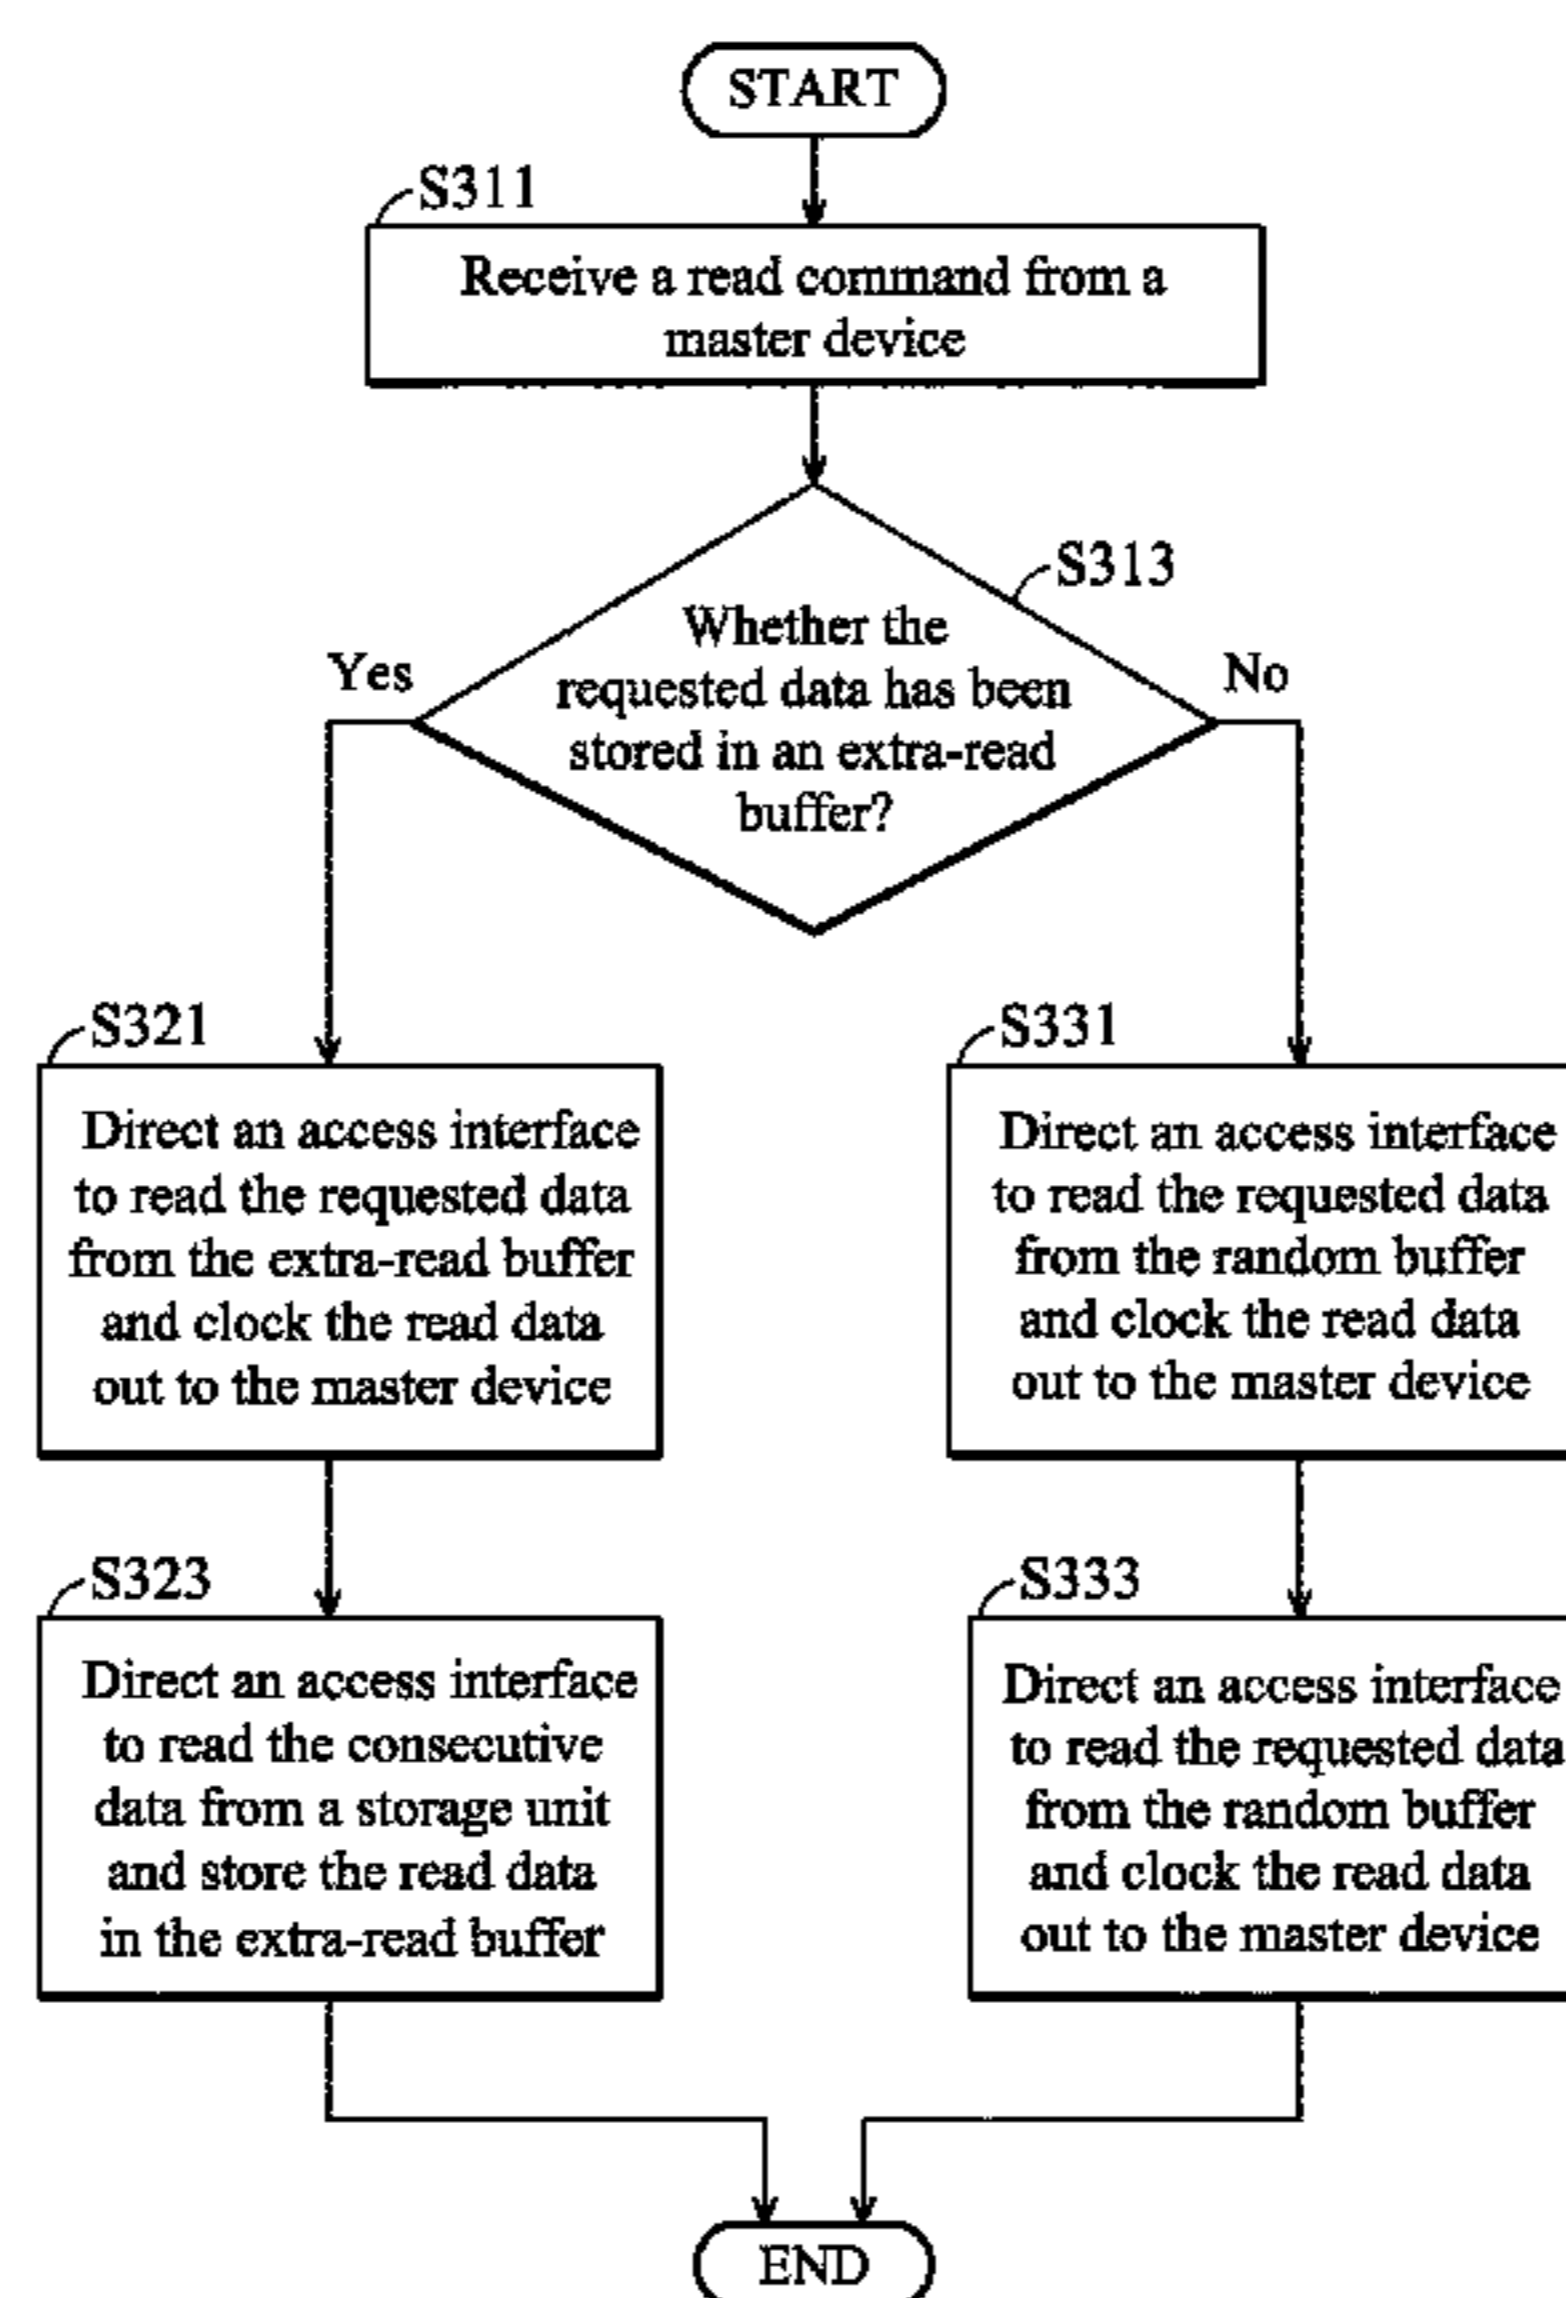 START
S311
Receive a read command from a
master device
S313
Whether the
requested data has been
stored in an extra-read
buffer?
Yes
No
S321
Direct an access interface
to read the requested data
from the extra-read buffer
and clock the read data
out to the master device
S331
Direct an access interface
to read the requested data
from the random buffer
and clock the read data
out to the master device
S323
Direct an access interface
to read the consecutive
data from a storage unit
and store the read data
in the extra-read buffer
S333
Direct an access interface
to read the requested data
from the random buffer
and clock the read data
out to the master device
END